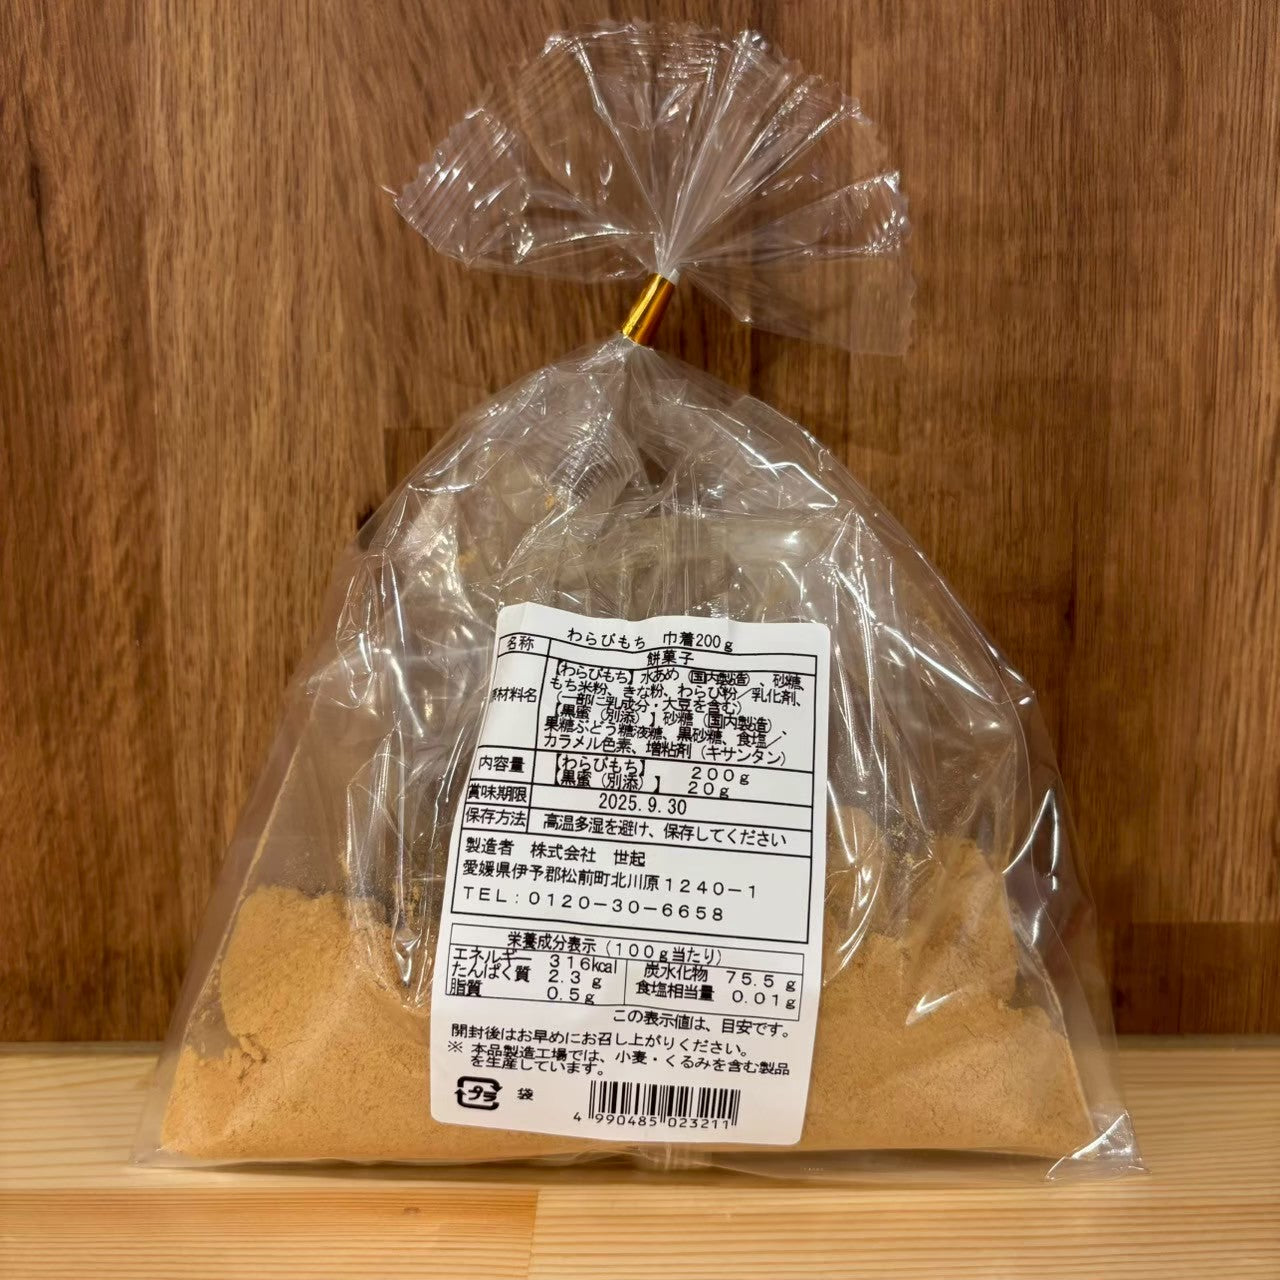 わらびもち 巾着200g
名称 餅菓子
材料名 【わらびもち】水あめ（国内製造）、砂糖、
もち米粉、きな粉、わらび粉／乳化剤、
（一部に乳成分・大豆を含む）
【黒蜜（別添）】砂糖（国内製造）、
果糖ぶどう糖液糖、黒砂糖、食塩／
カラメル色素、増粘剤（キサンタン）
内容量 【わらびもち】 200g
【黒蜜（別添）】 20g
賞味期限 2025.9.30
保存方法 高温多湿を避け、保存してください
製造者 株式会社 世起
愛媛県伊予郡松前町北川原1240-1
TEL:0120-30-6658
栄養成分表示（100g当たり）
エネルギー 316kcal 炭水化物 75.5g
たんぱく質 2.3g 食塩相当量 0.01g
脂質 0.5g
この表示値は、目安です。
開封後はお早めにお召し上がりください。
※ 本品製造工場では、小麦・くるみを含む製品
を生産しています。
プラ 袋
4 990485 023211